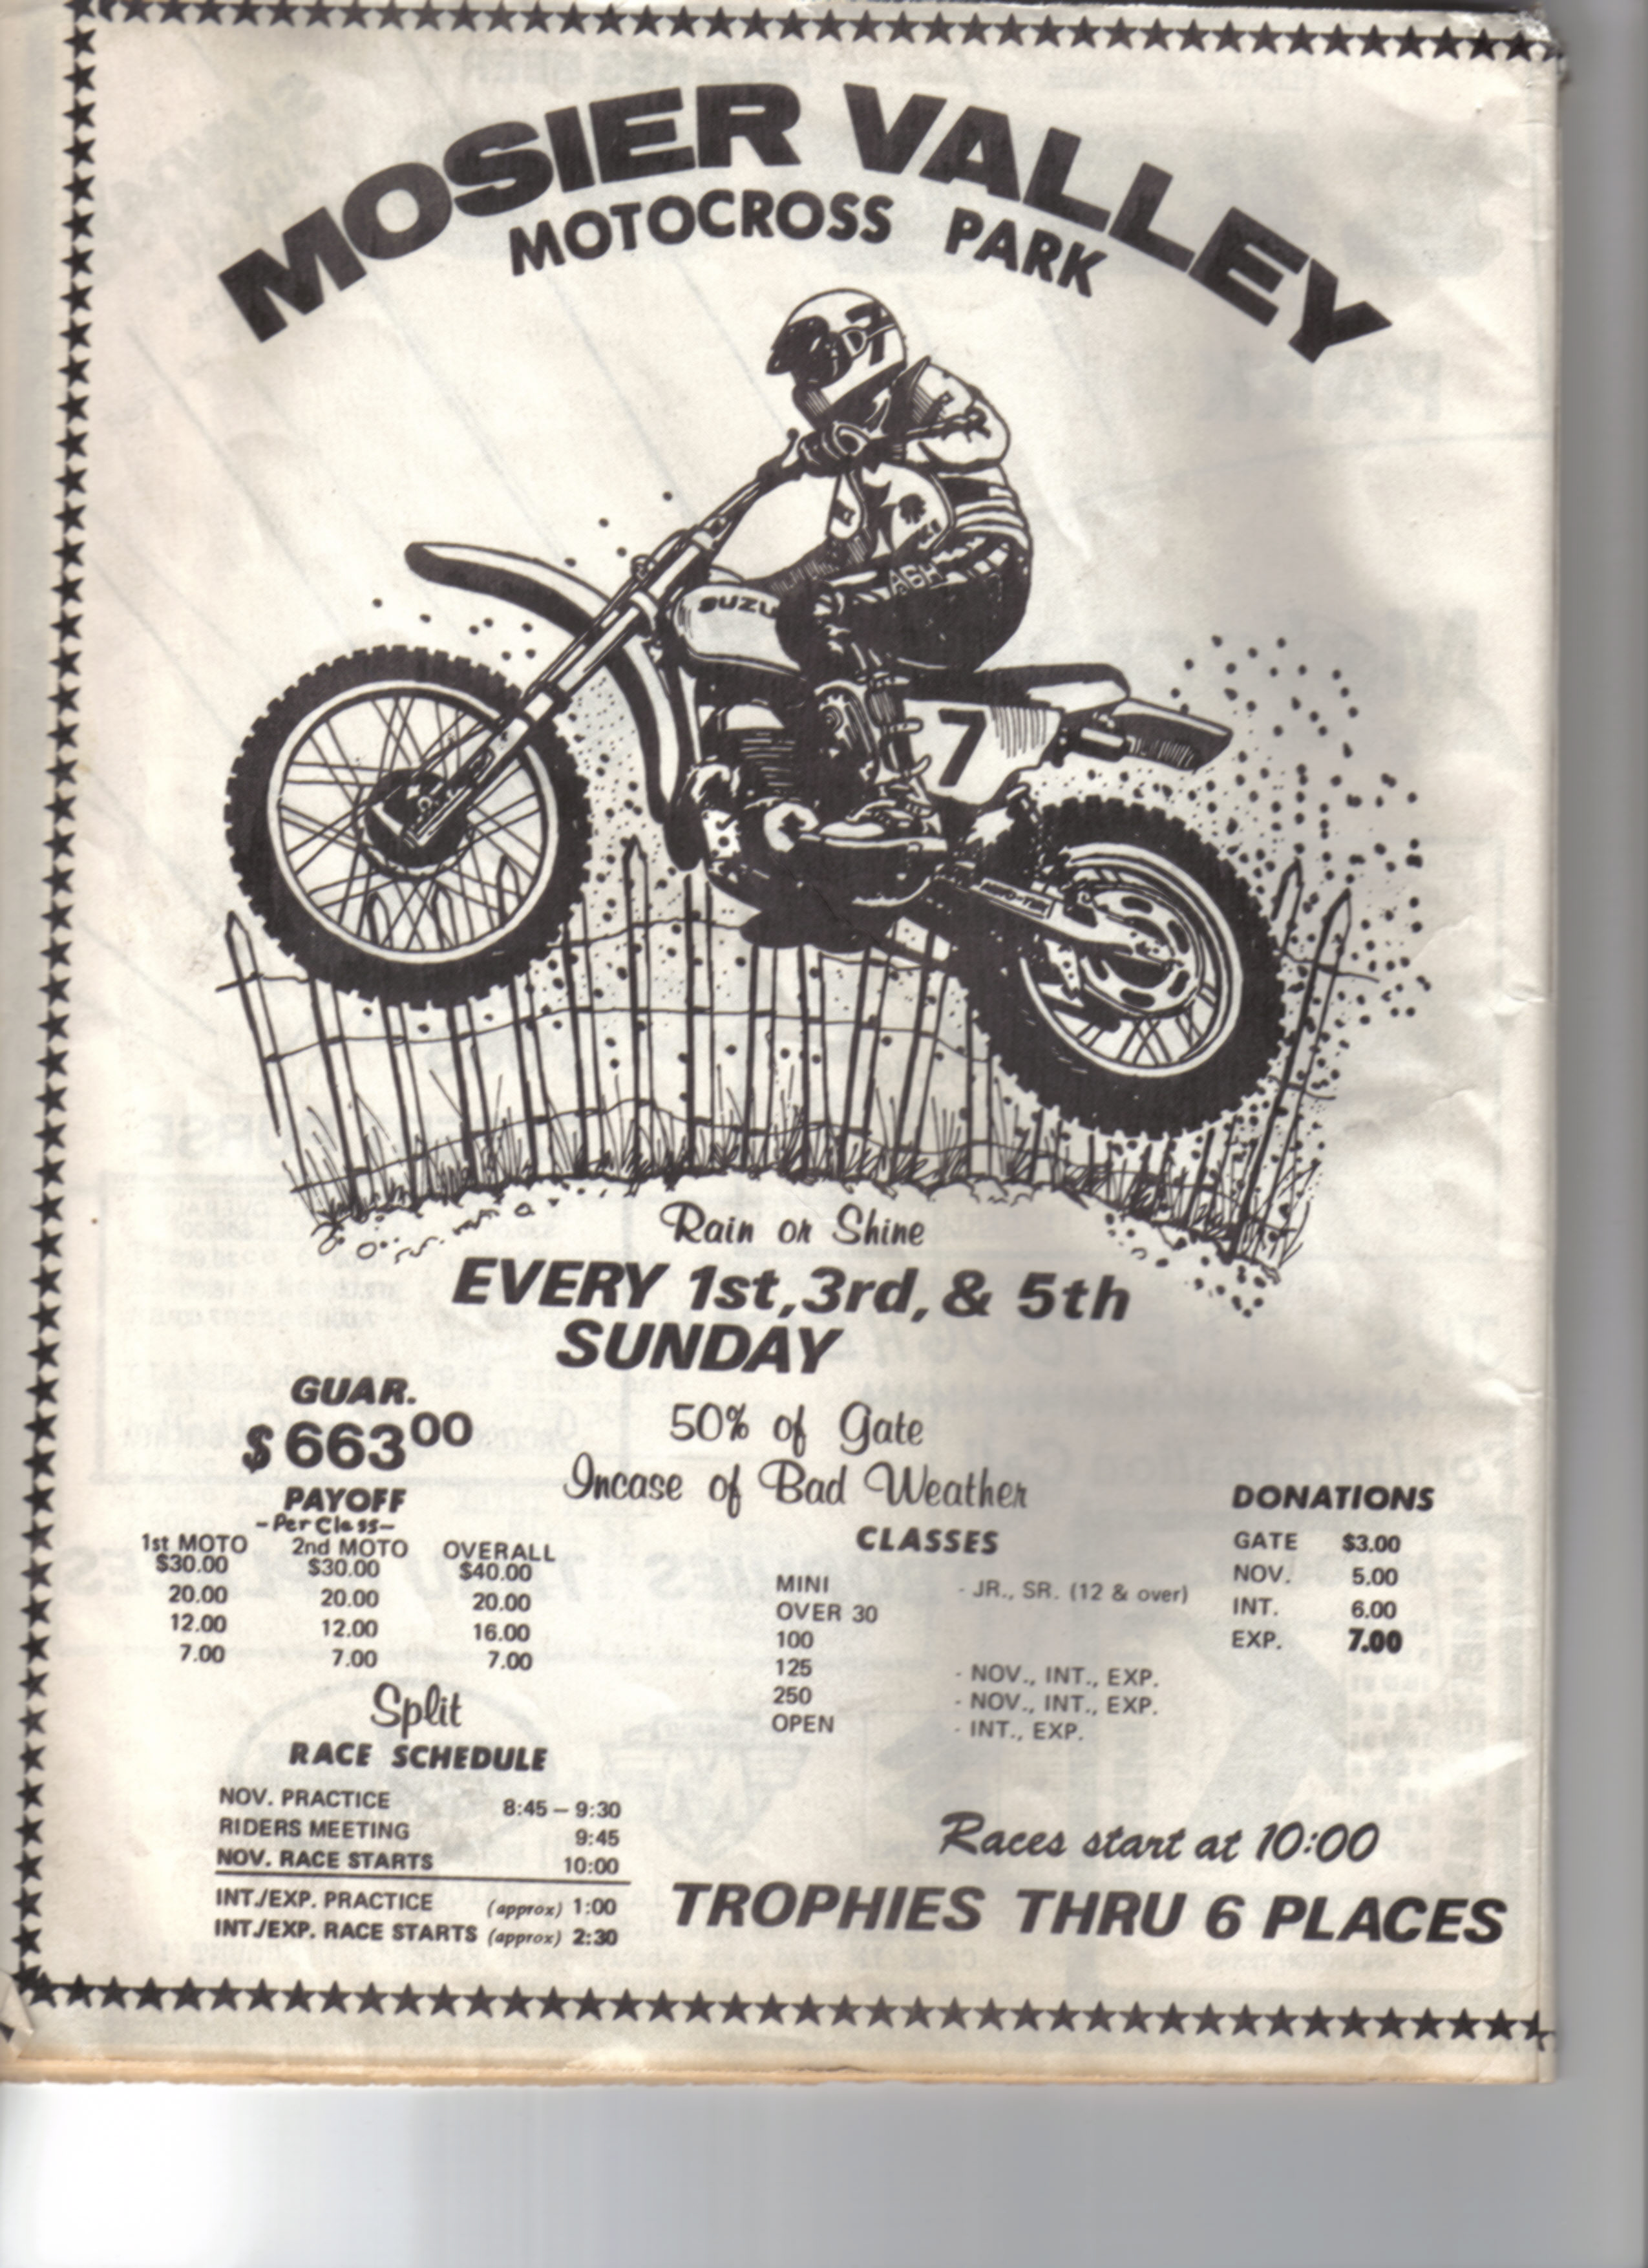 MOSIER VALLEY
MOTOCROSS PARK
SUZU
7
Rain or Shine
EVERY 1st, 3rd, & 5th
SUNDAY
GUAR.
$663⁰⁰
50% of Gate
Incase of Bad Weather
PAYOFF
-Per Class-
1st MOTO 2nd MOTO OVERALL
$30.00 $30.00 $40.00
20.00 20.00 20.00
12.00 12.00 16.00
7.00 7.00 7.00
Split
CLASSES
MINI - JR., SR. (12 & over)
OVER 30
100
125 - NOV., INT., EXP.
250 - NOV., INT., EXP.
OPEN - INT., EXP.
DONATIONS
GATE $3.00
NOV. 5.00
INT. 6.00
EXP. 7.00
RACE SCHEDULE
NOV. PRACTICE 8:45 – 9:30
RIDERS MEETING 9:45
NOV. RACE STARTS 10:00
INT./EXP. PRACTICE (approx) 1:00
INT./EXP. RACE STARTS (approx) 2:30
Races start at 10:00
TROPHIES THRU 6 PLACES